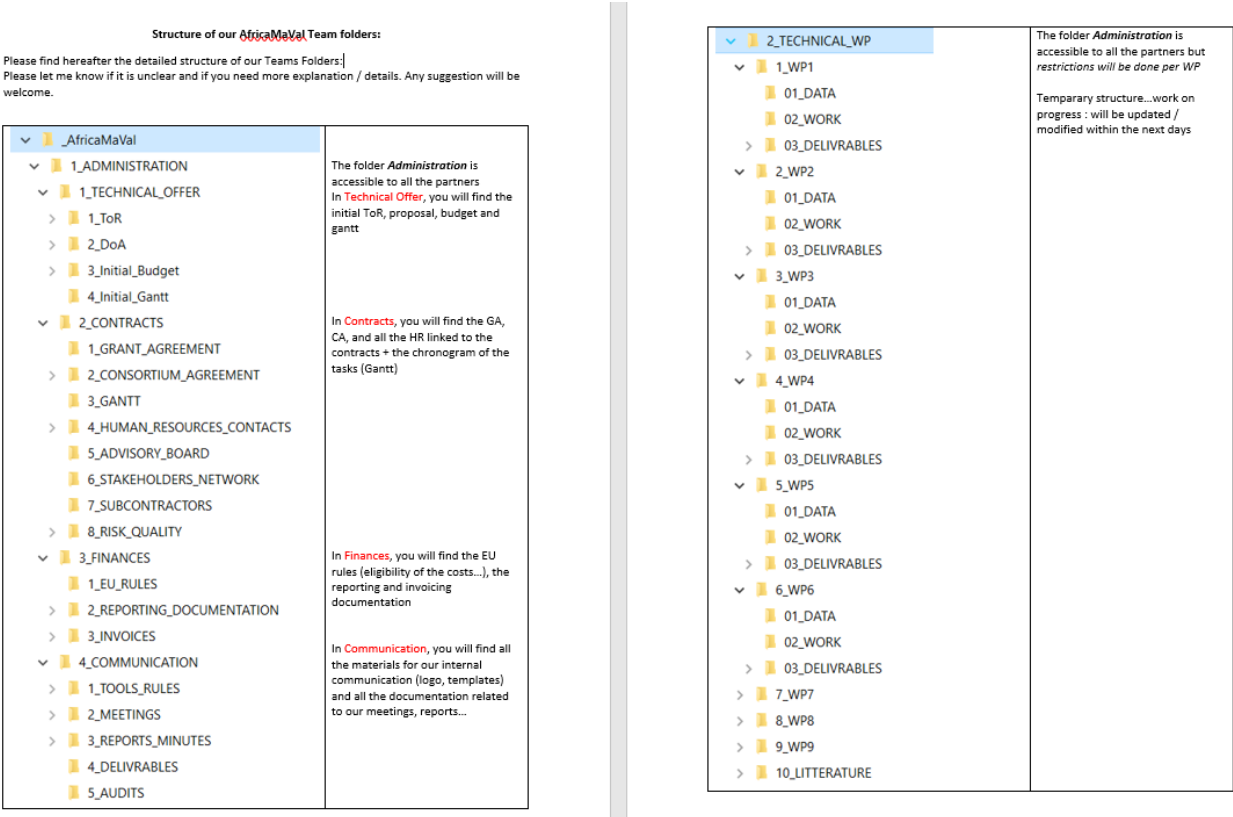 Structure of our AfricaMaVal Team folders:
Please find hereafter the detailed structure of our Teams Folders:
Please let me know if it is unclear and if you need more explanation / details. Any suggestion will be
welcome.
_AfricaMaVal
1_ADMINISTRATION
1_TECHNICAL_OFFER
1_ToR
2_DoA
3_Initial_Budget
4_Initial_Gantt
2_CONTRACTS
1_GRANT_AGREEMENT
2_CONSORTIUM_AGREEMENT
3_GANTT
4_HUMAN_RESOURCES_CONTACTS
5_ADVISORY_BOARD
6_STAKEHOLDERS_NETWORK
7_SUBCONTRACTORS
8_RISK_QUALITY
3_FINANCES
1_EU_RULES
2_REPORTING_DOCUMENTATION
3_INVOICES
4_COMMUNICATION
1_TOOLS_RULES
2_MEETINGS
3_REPORTS_MINUTES
4_DELIVRABLES
5_AUDITS
The folder Administration is
accessible to all the partners
In Technical Offer, you will find the
initial ToR, proposal, budget and
gantt
In Contracts, you will find the GA,
CA, and all the HR linked to the
contracts + the chronogram of the
tasks (Gantt)
In Finances, you will find the EU
rules (eligibility of the costs...), the
reporting and invoicing
documentation
In Communication, you will find all
the materials for our internal
communication (logo, templates)
and all the documentation related
to our meetings, reports...
2_TECHNICAL_WP
1_WP1
01_DATA
02_WORK
03_DELIVRABLES
2_WP2
01_DATA
02_WORK
03_DELIVRABLES
3_WP3
01_DATA
02_WORK
03_DELIVRABLES
4_WP4
01_DATA
02_WORK
03_DELIVRABLES
5_WP5
01_DATA
02_WORK
03_DELIVRABLES
6_WP6
01_DATA
02_WORK
03_DELIVRABLES
7_WP7
8_WP8
9_WP9
10_LITTERATURE
The folder Administration is
accessible to all the partners but
restrictions will be done per WP
Temparary structure...work on
progress : will be updated /
modified within the next days